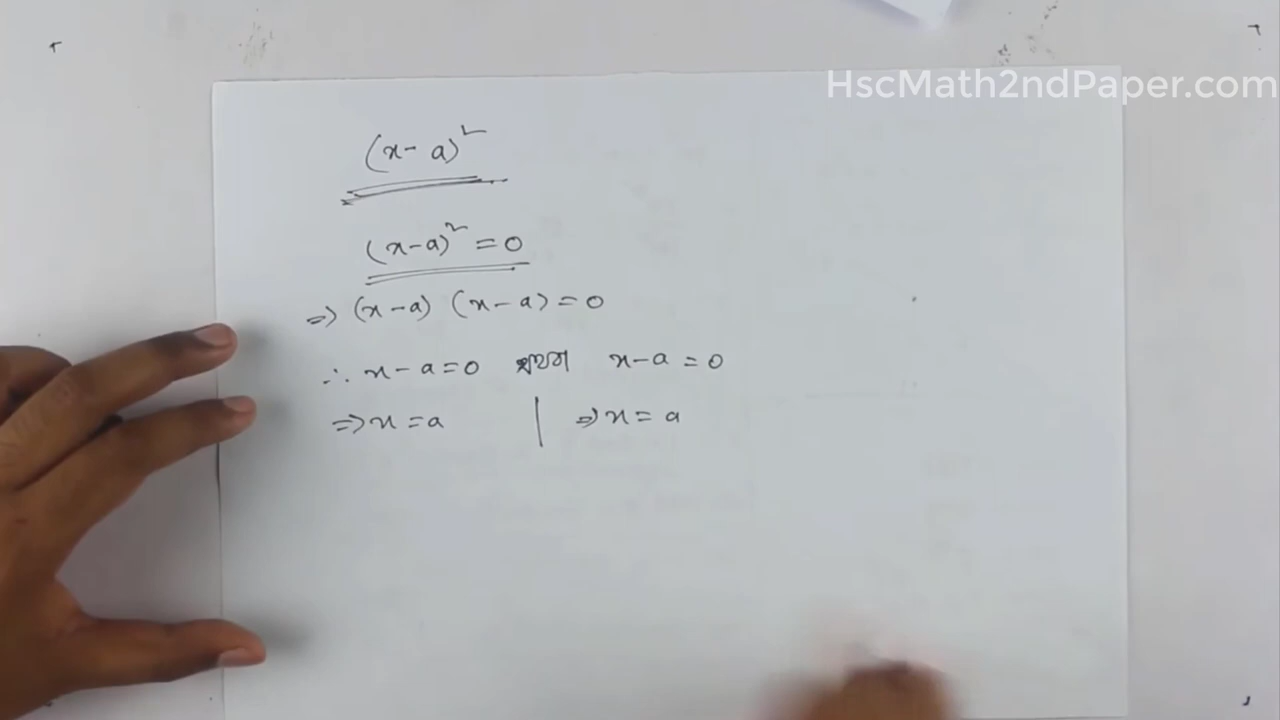 HscMath2ndPaper.com
(x - a)²
(x - a)² = 0
⇒ (x - a) (x - a) = 0
∴ x - a = 0 অথবা x - a = 0
⇒ x = a | ⇒ x = a